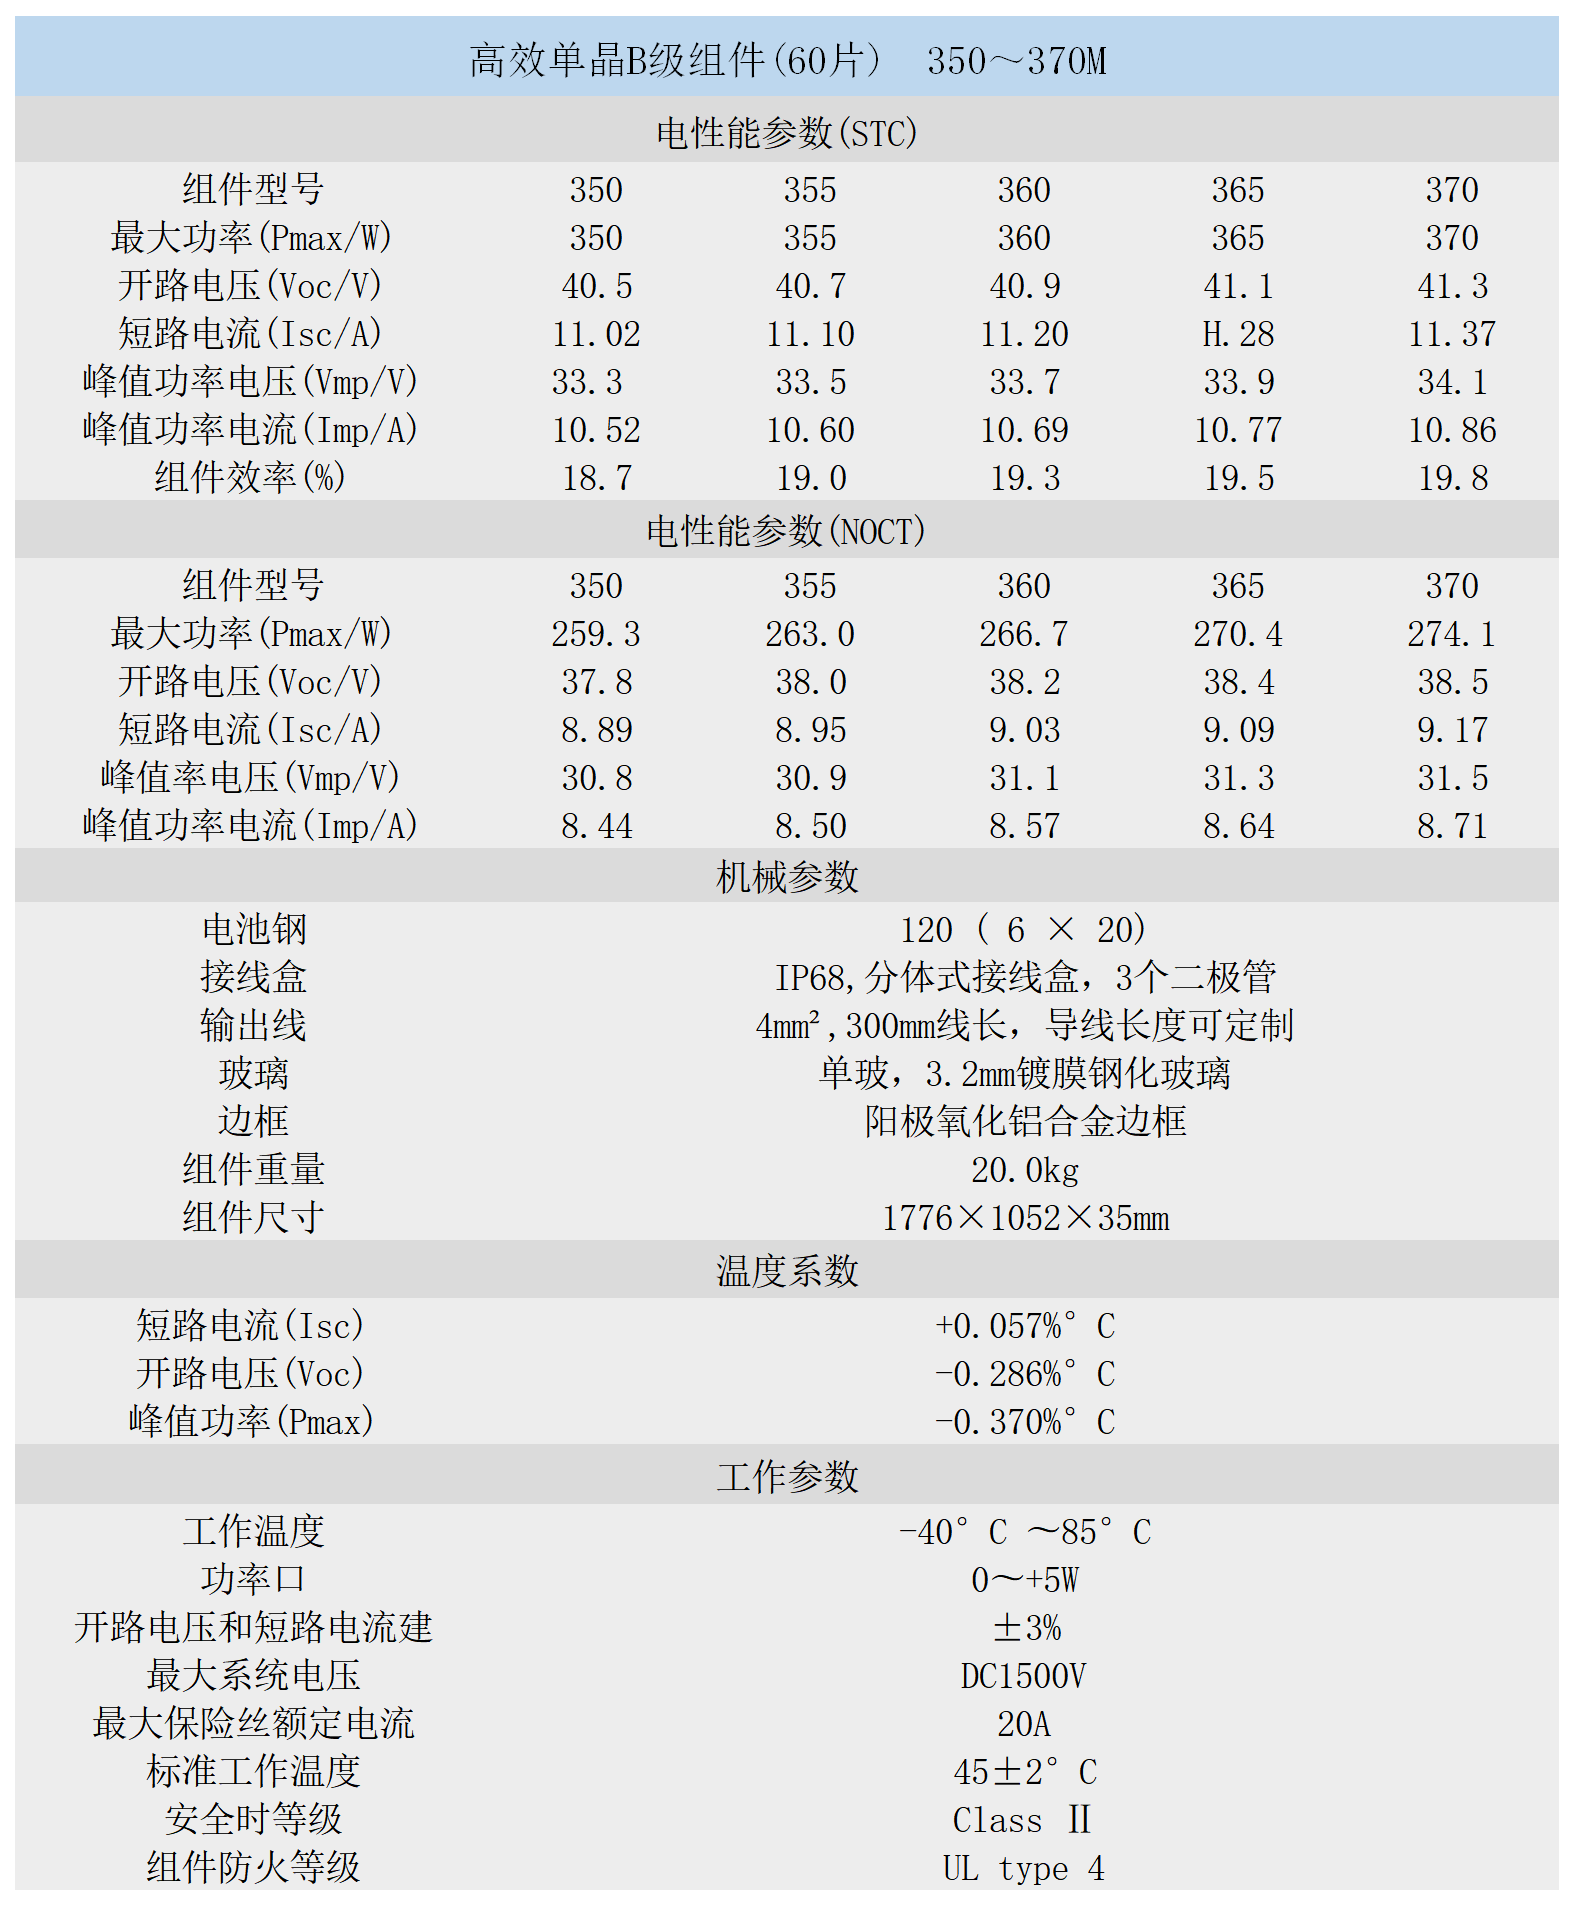 高效单晶B级组件(60片) 350～370M
电性能参数(STC)
组件型号 350 355 360 365 370
最大功率(Pmax/W) 350 355 360 365 370
开路电压(Voc/V) 40.5 40.7 40.9 41.1 41.3
短路电流(Isc/A) 11.02 11.10 11.20 H.28 11.37
峰值功率电压(Vmp/V) 33.3 33.5 33.7 33.9 34.1
峰值功率电流(Imp/A) 10.52 10.60 10.69 10.77 10.86
组件效率(%) 18.7 19.0 19.3 19.5 19.8
电性能参数(NOCT)
组件型号 350 355 360 365 370
最大功率(Pmax/W) 259.3 263.0 266.7 270.4 274.1
开路电压(Voc/V) 37.8 38.0 38.2 38.4 38.5
短路电流(Isc/A) 8.89 8.95 9.03 9.09 9.17
峰值率电压(Vmp/V) 30.8 30.9 31.1 31.3 31.5
峰值功率电流(Imp/A) 8.44 8.50 8.57 8.64 8.71
机械参数
电池钢 120 ( 6 × 20)
接线盒 IP68,分体式接线盒，3个二极管
输出线 4mm²,300mm线长，导线长度可定制
玻璃 单玻，3.2mm镀膜钢化玻璃
边框 阳极氧化铝合金边框
组件重量 20.0kg
组件尺寸 1776×1052×35mm
温度系数
短路电流(Isc) +0.057%°C
开路电压(Voc) -0.286%°C
峰值功率(Pmax) -0.370%°C
工作参数
工作温度 -40°C ～85°C
功率口 0～+5W
开路电压和短路电流建 ±3%
最大系统电压 DC1500V
最大保险丝额定电流 20A
标准工作温度 45±2°C
安全时等级 Class Ⅱ
组件防火等级 UL type 4